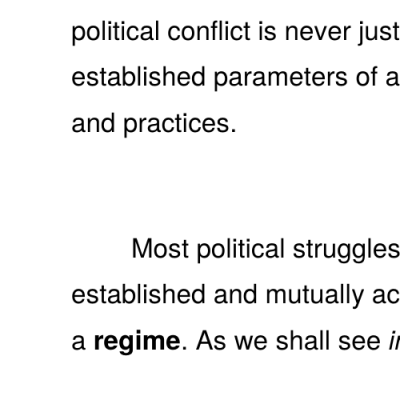 political conflict is never just
established parameters of a
and practices.
Most political struggles
established and mutually ac
a regime. As we shall see